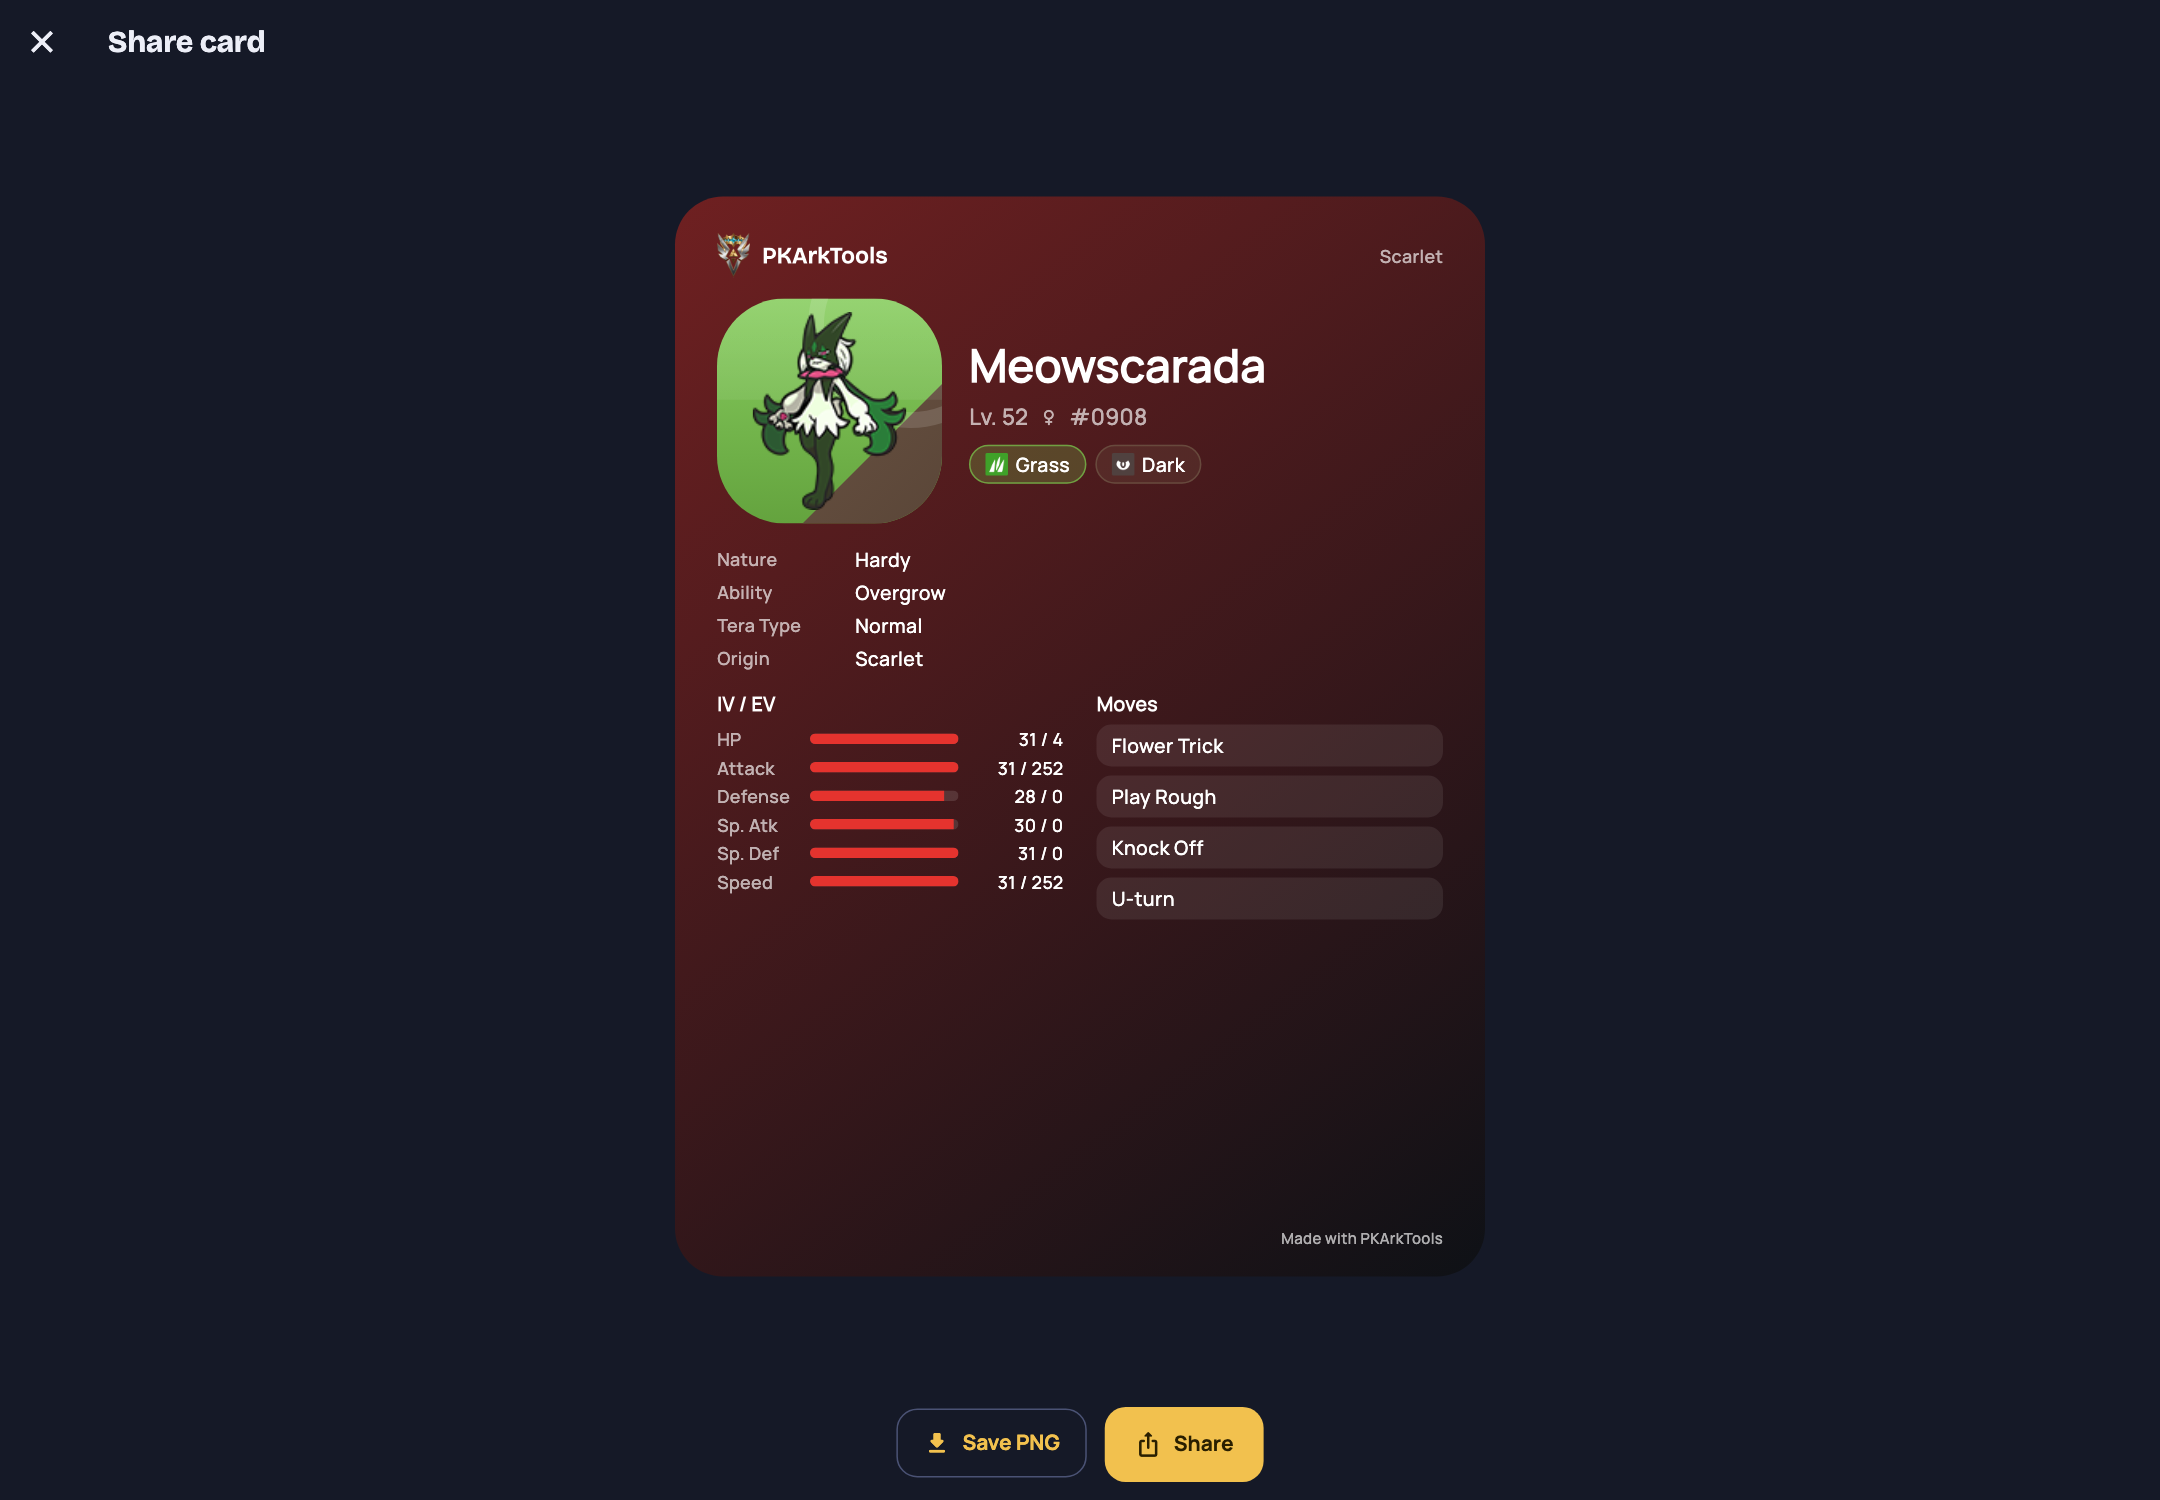 Share card
PKArkTools
Scarlet
Meowscarada
Lv. 52 ♀ #0908
Grass Dark
Nature Hardy
Ability Overgrow
Tera Type Normal
Origin Scarlet
IV / EV
HP 31 / 4
Attack 31 / 252
Defense 28 / 0
Sp. Atk 30 / 0
Sp. Def 31 / 0
Speed 31 / 252
Moves
Flower Trick
Play Rough
Knock Off
U-turn
Made with PKArkTools
Save PNG
Share